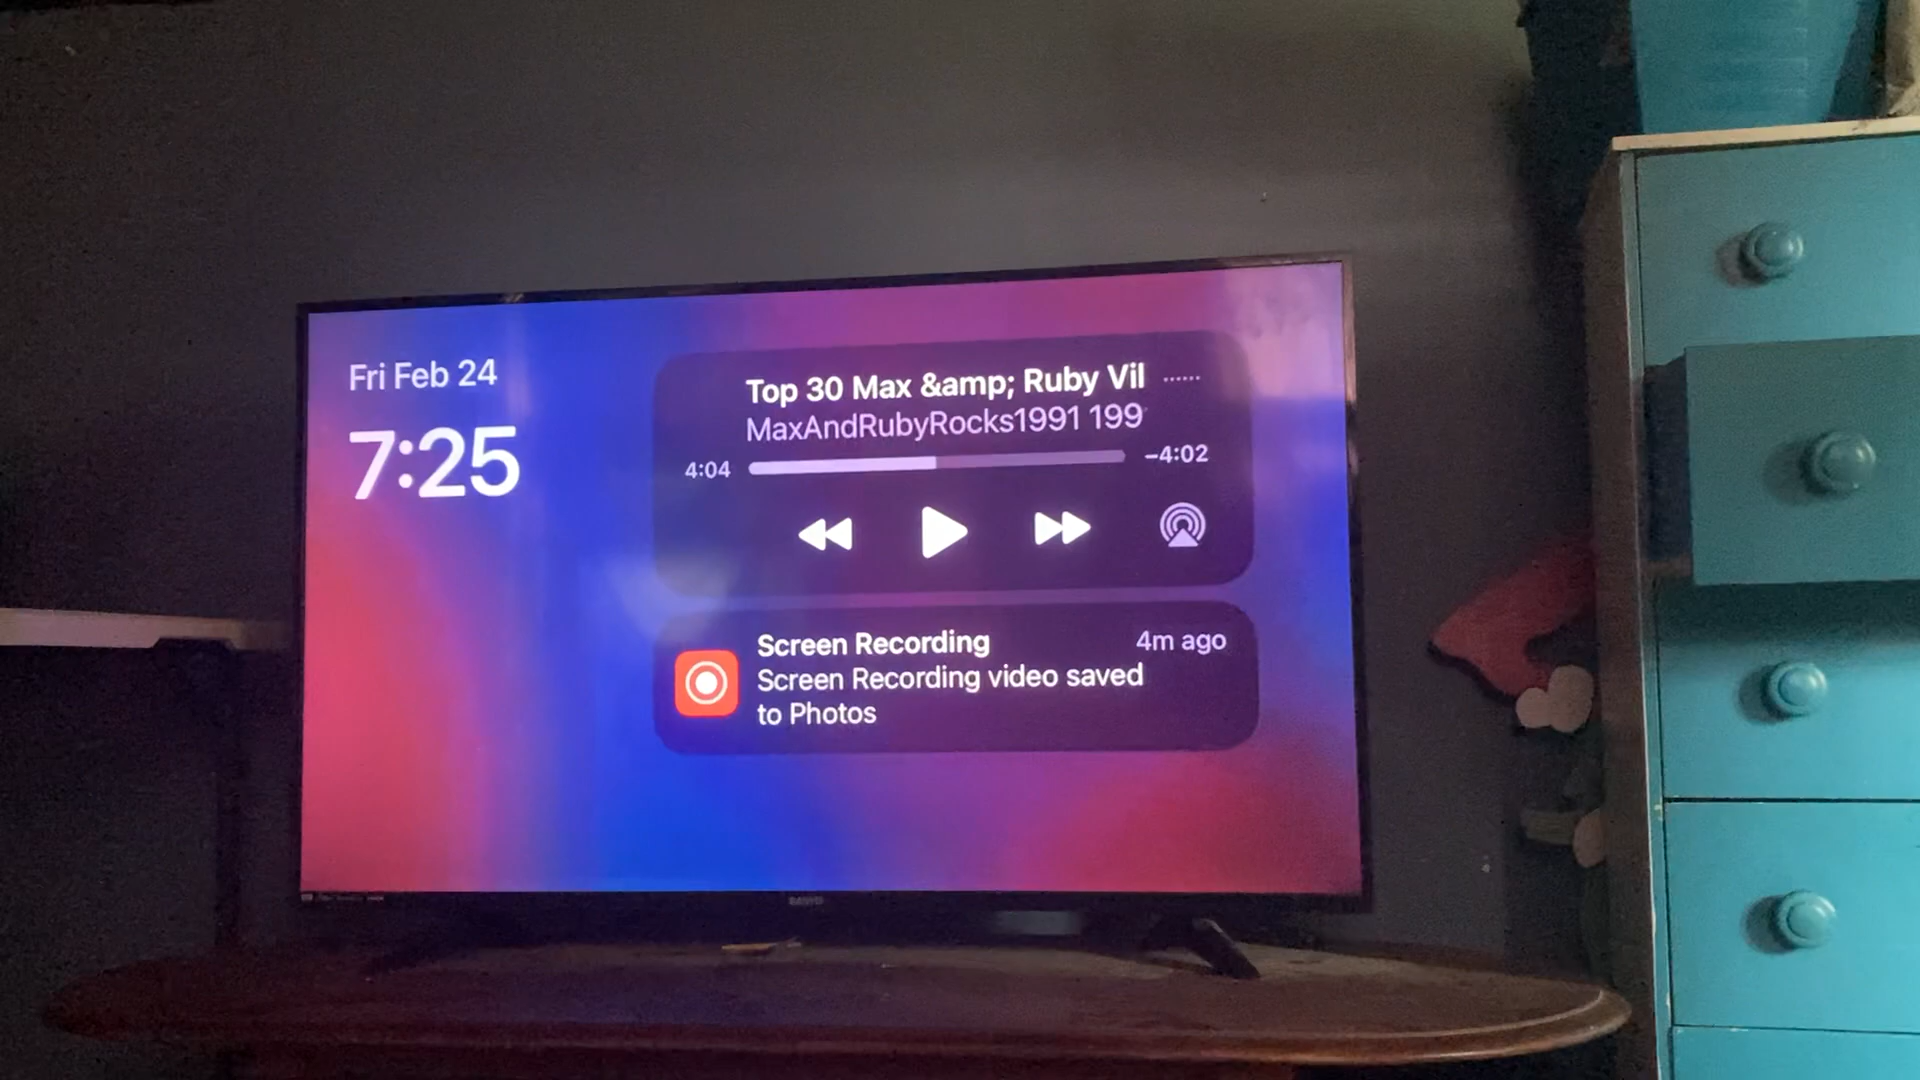 Fri Feb 24
7:25
Top 30 Max &amp; Ruby Vil
MaxAndRubyRocks1991 199
4:04
-4:02
Screen Recording
4m ago
Screen Recording video saved
to Photos
SANYO